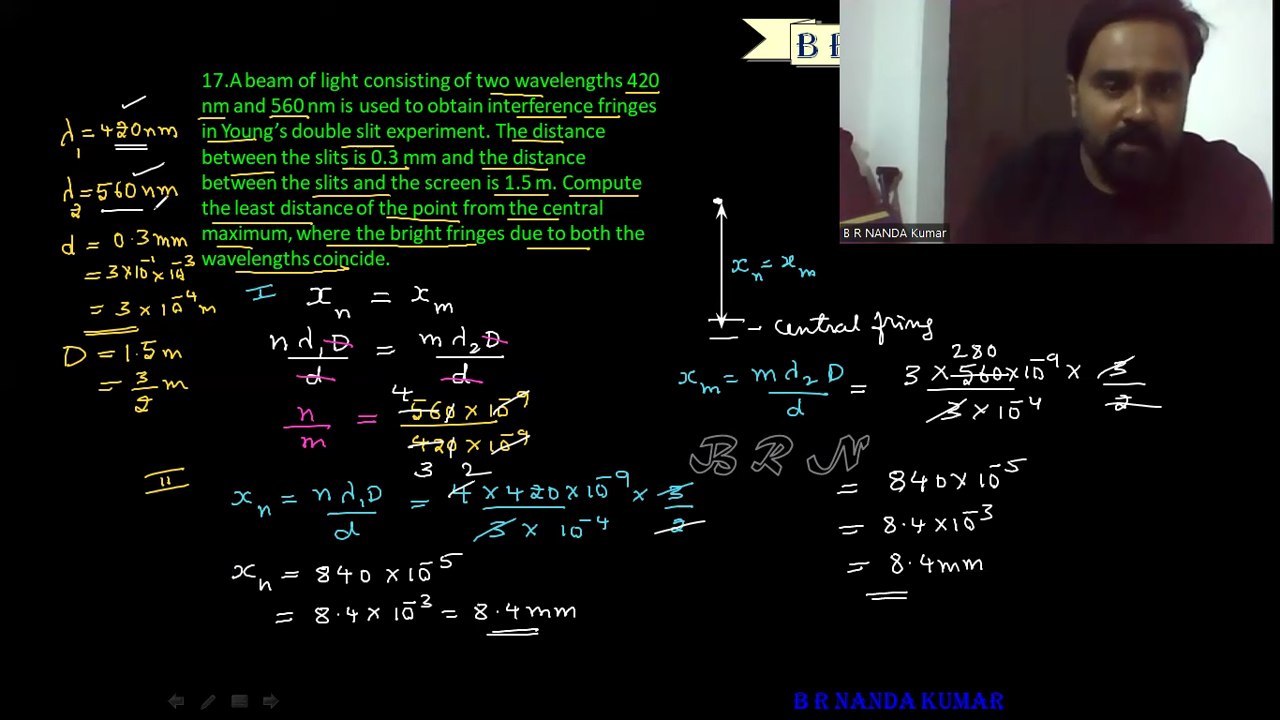 B
17.A beam of light consisting of two wavelengths 420
nm and 560 nm is used to obtain interference fringes
in Young's double slit experiment. The distance
between the slits is 0.3 mm and the distance
between the slits and the screen is 1.5 m. Compute
the least distance of the point from the central
maximum, where the bright fringes due to both the
wavelengths coincide.
B R NANDA Kumar
λ₁ = 420nm
λ₂ = 560nm
d = 0.3mm
= 3×10⁻¹×10⁻³
= 3 × 10⁻⁴ m
D = 1.5m
= 3/2 m
I xₙ = xₘ
nλ₁D/d = mλ₂D/d
n/m = 560 × 10⁻⁹ / 420 × 10⁻⁹
4
3
II
xₙ = nλ₁D/d = 4 × 420 × 10⁻⁹ / 3 × 10⁻⁴ × 3/2
2
xₙ = 840 × 10⁻⁵
= 8.4 × 10⁻³ = 8.4mm
xₙ = xₘ
- central fring
xₘ = mλ₂D/d = 3 × 560 × 10⁻⁹ / 3 × 10⁻⁴ × 3/2
280
= 840 × 10⁻⁵
= 8.4 × 10⁻³
= 8.4mm
B R N
B R NANDA KUMAR